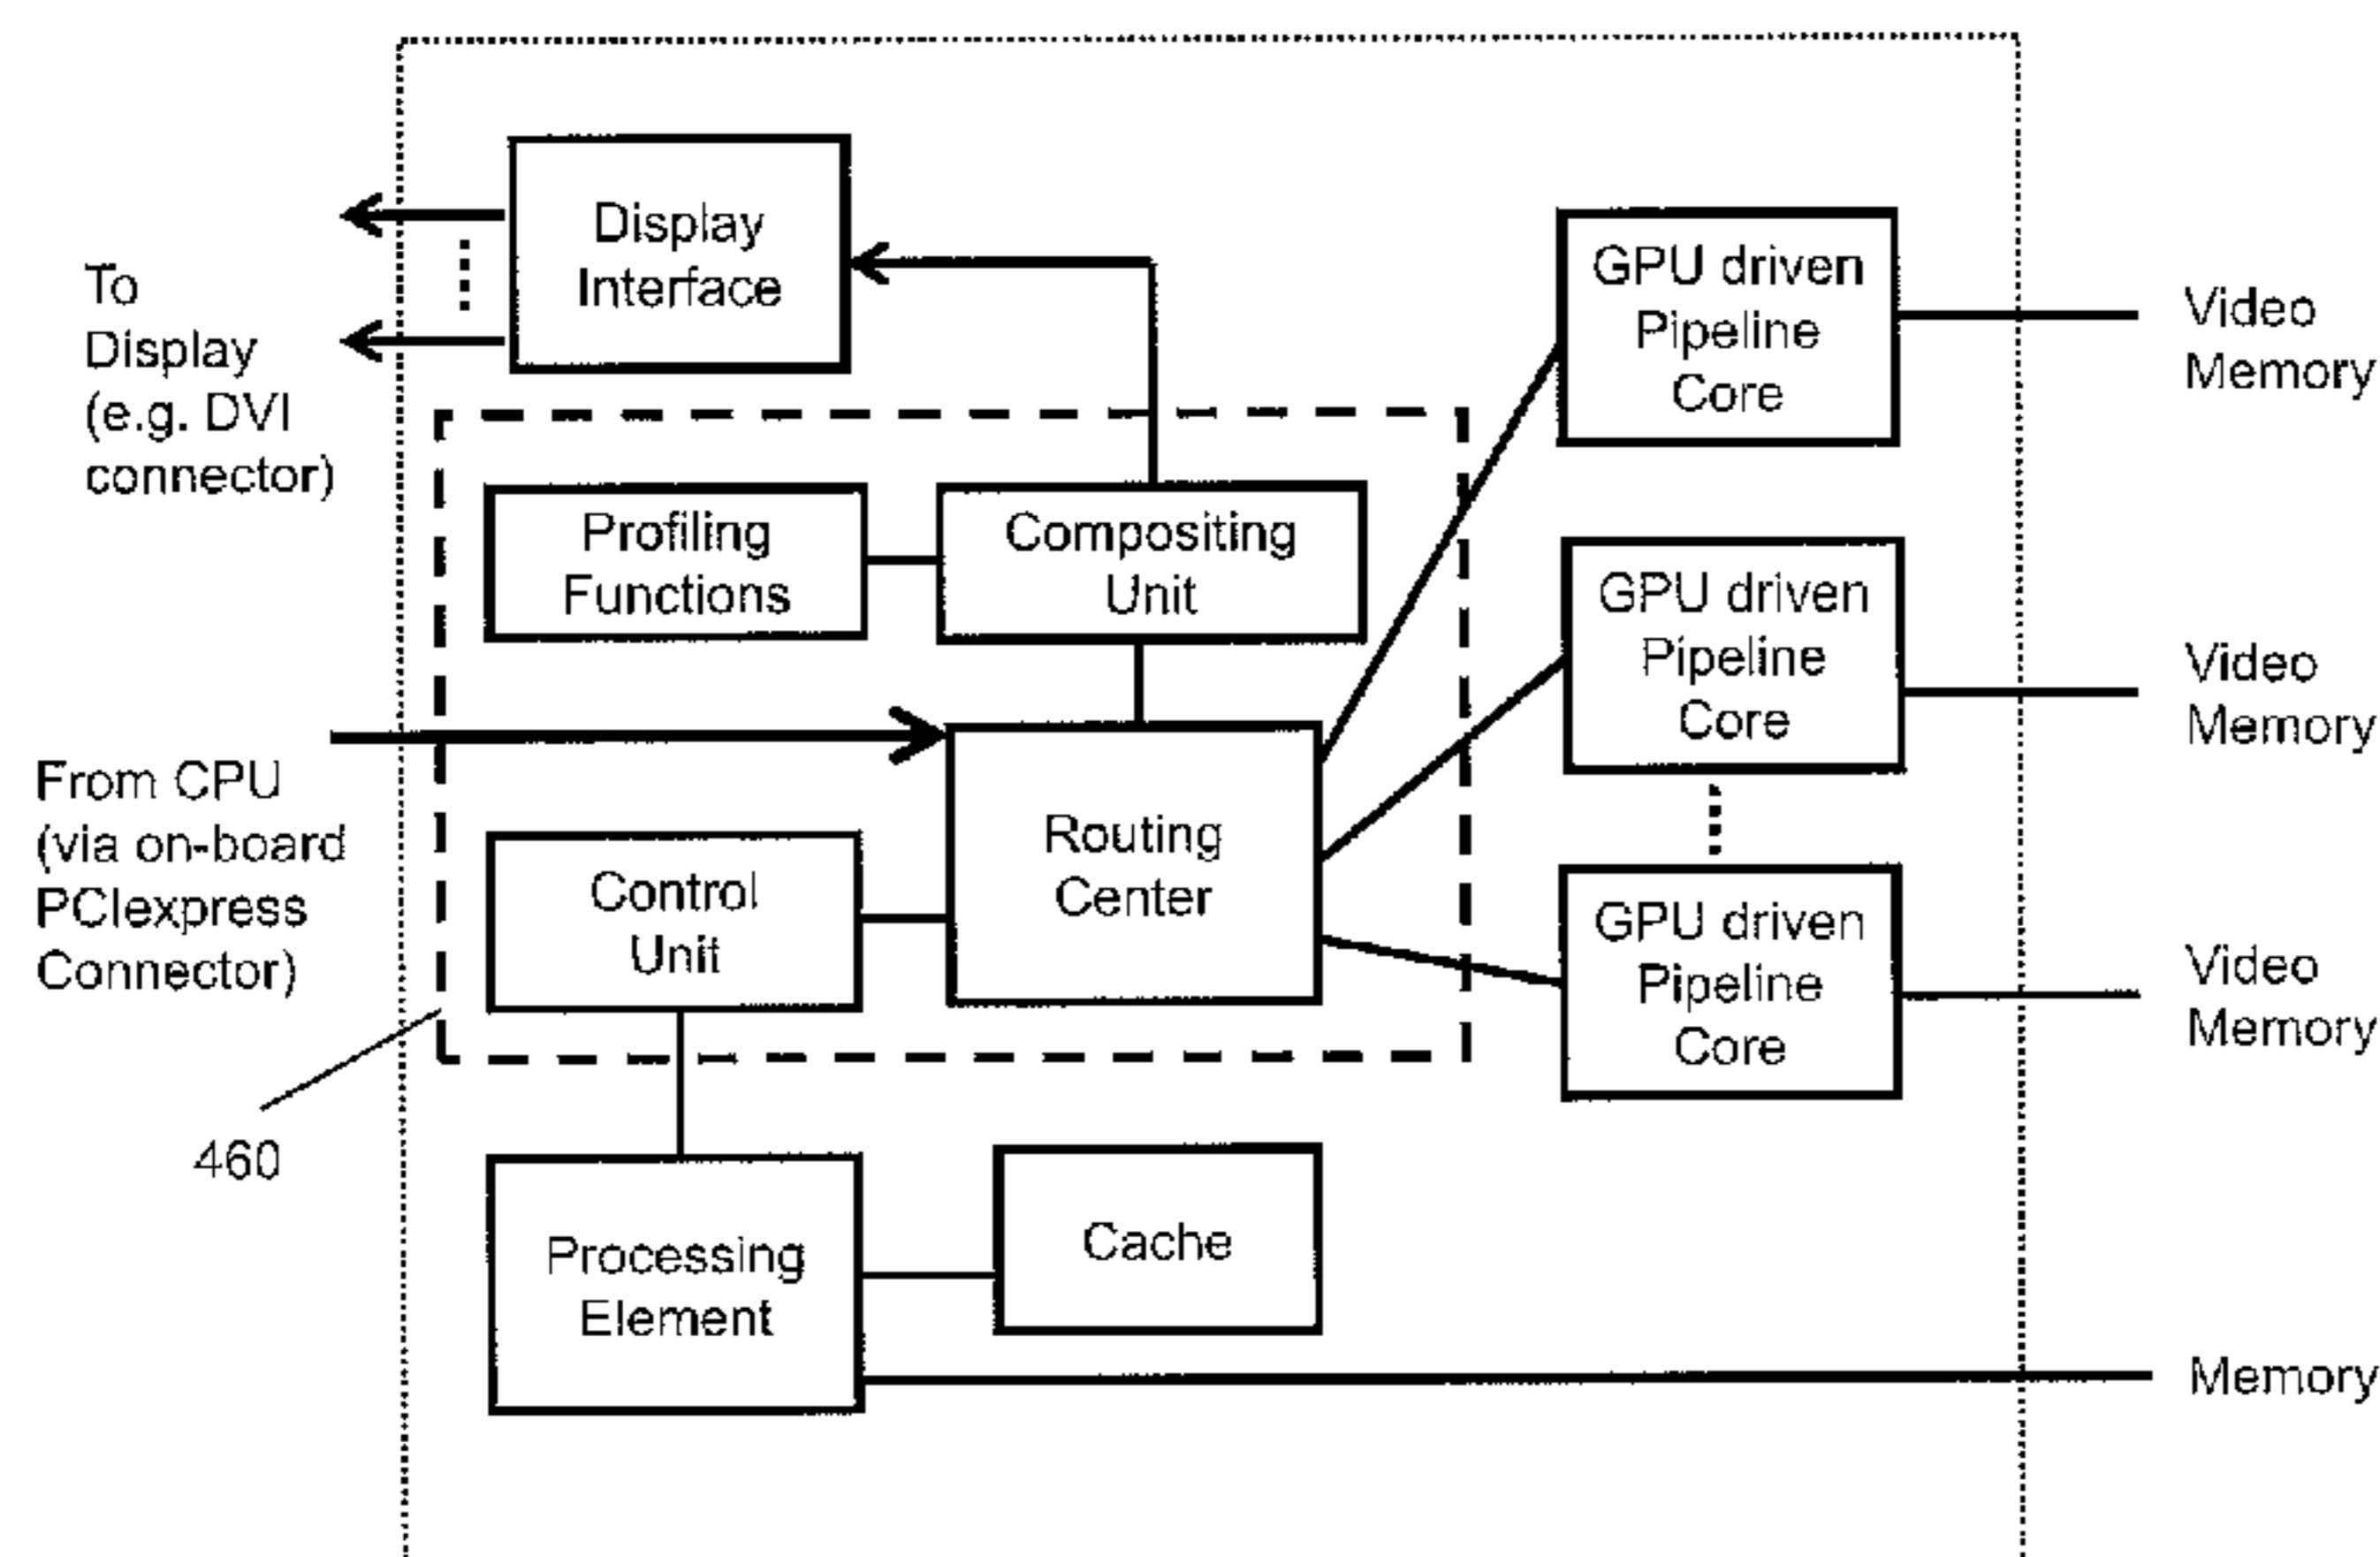 To
Display
(e.g. DVI
connector)
Display
Interface
GPU driven
Pipeline
Core
Video
Memory
Profiling
Functions
Compositing
Unit
GPU driven
Pipeline
Core
Video
Memory
From CPU
(via on-board
PCIexpress
Connector)
Control
Unit
Routing
Center
GPU driven
Pipeline
Core
Video
Memory
460
Processing
Element
Cache
Memory